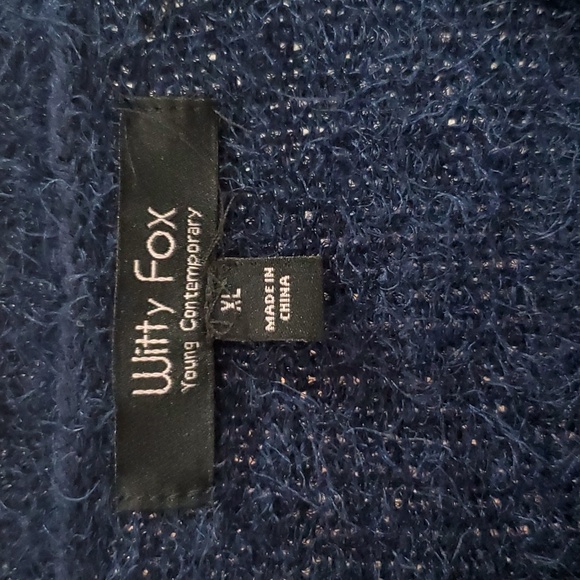 Witty Fox
Young Contemporary
XL
MADE IN
CHINA